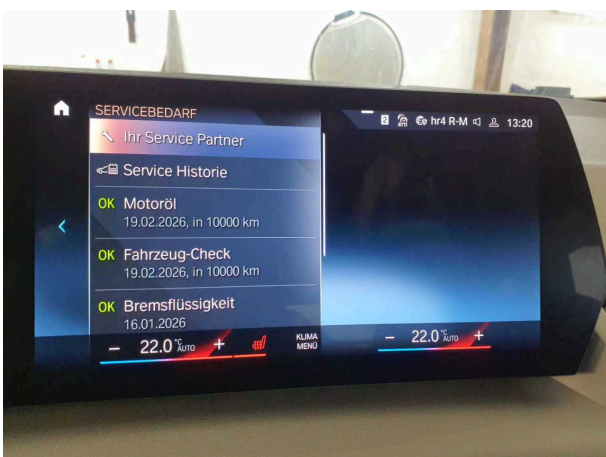 SERVICEBEDARF
Ihr Service Partner
Service Historie
OK Motoröl
19.02.2026, in 10000 km
OK Fahrzeug-Check
19.02.2026, in 10000 km
OK Bremsflüssigkeit
16.01.2026
2 hr4 R-M 13:20
- 22.0 °C AUTO +
KLIMA
MENÜ
- 22.0 °C AUTO +